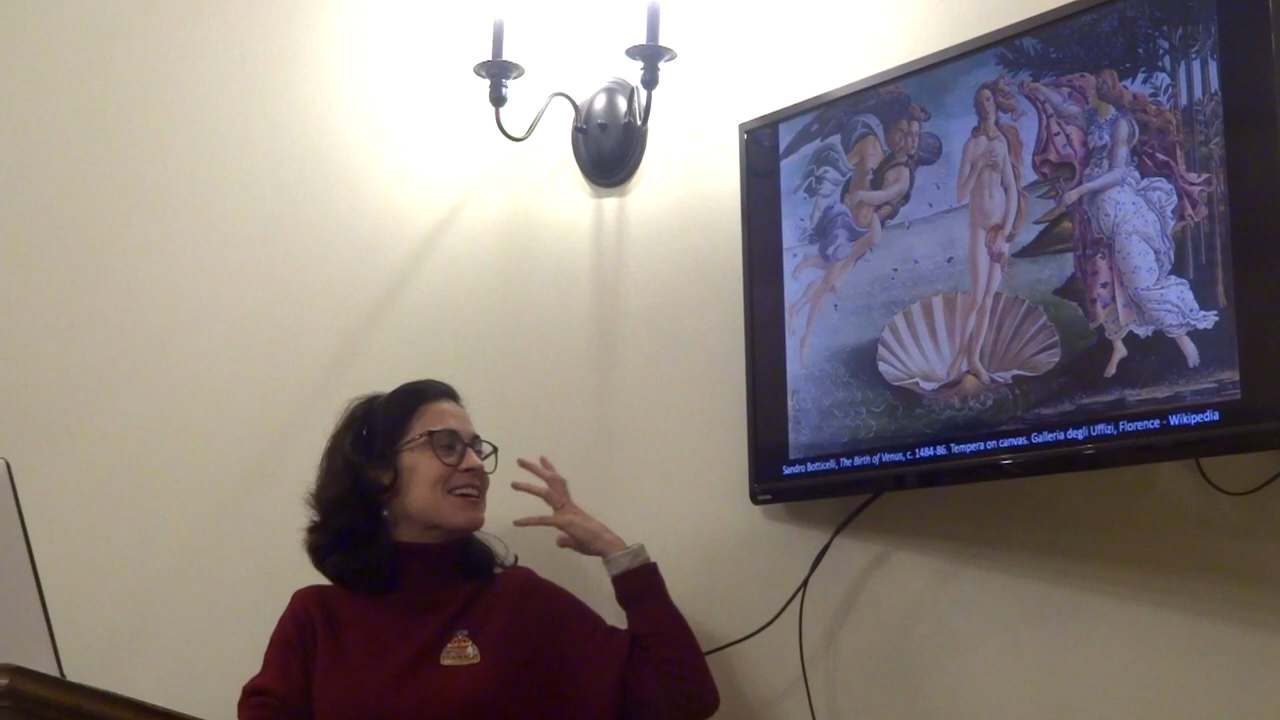 Sandro Botticelli, The Birth of Venus, c. 1484-86. Tempera on canvas. Galleria degli Uffizi, Florence - Wikipedia